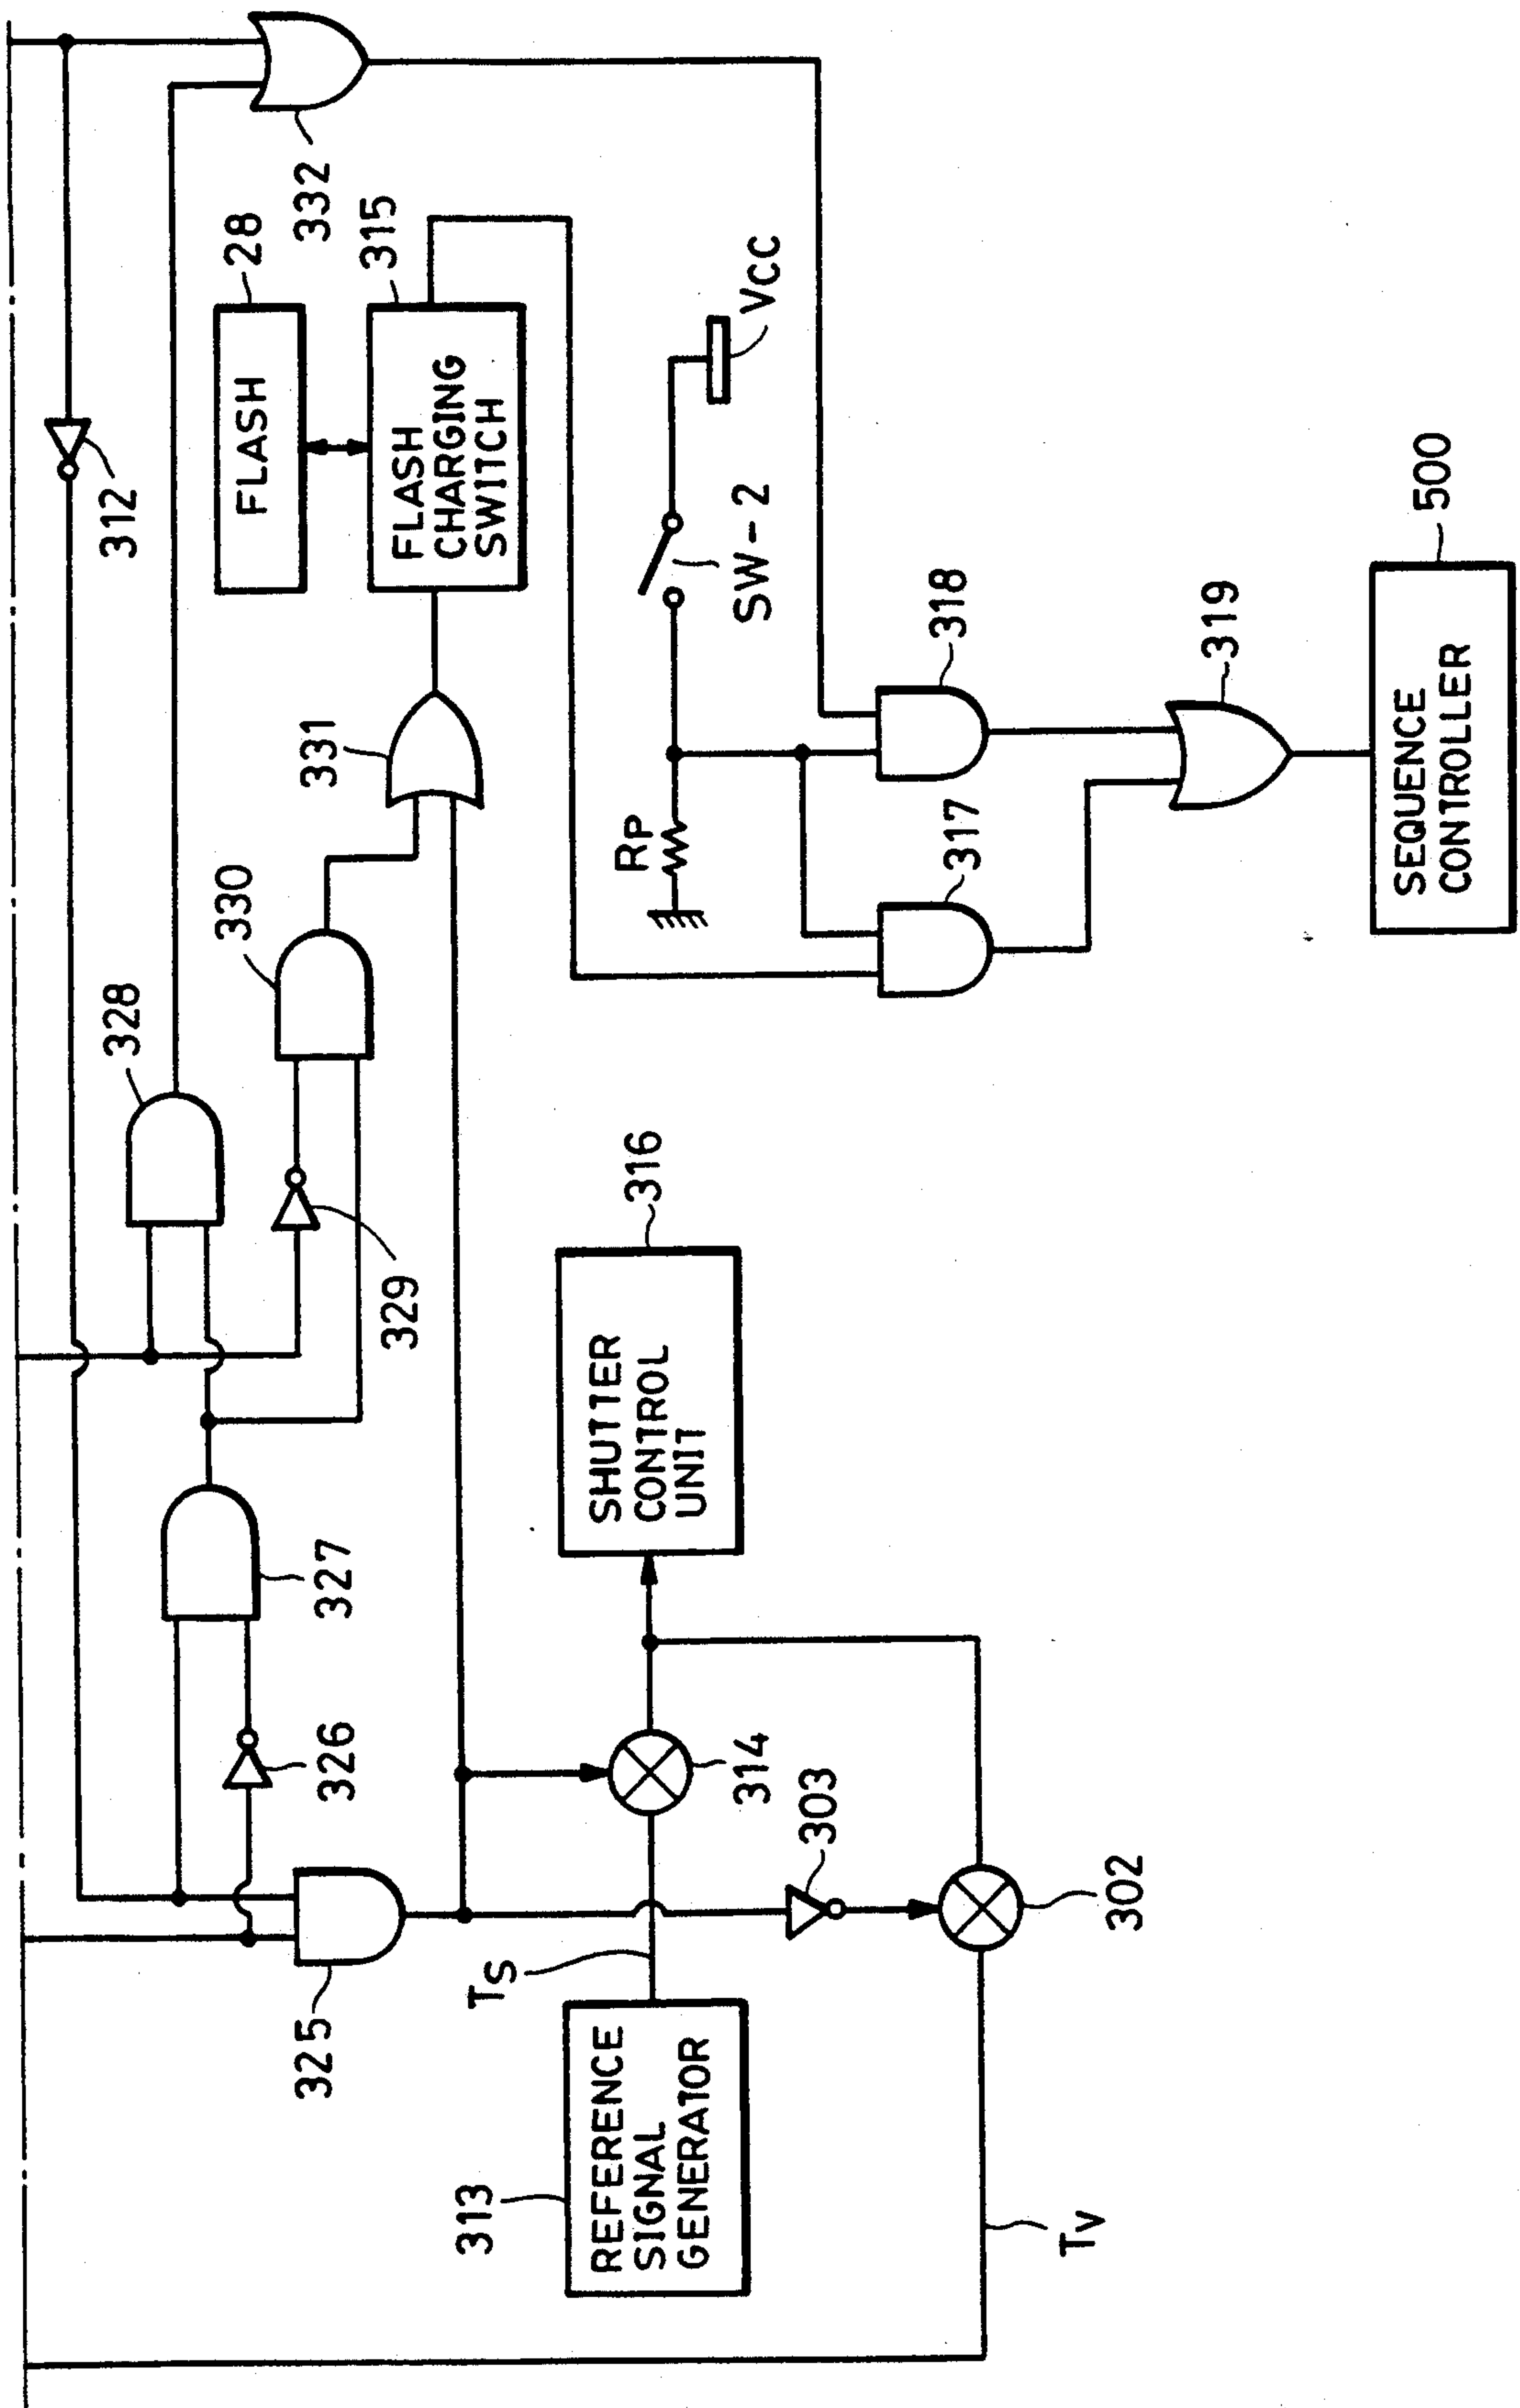 332
312
28
FLASH
315
FLASH
CHARGING
SWITCH
328
330
331
329
327
326
325
VCC
SW-2
RP
318
317
319
500
SEQUENCE
CONTROLLER
316
SHUTTER
CONTROL
UNIT
314
303
302
TS
313
REFERENCE
SIGNAL
GENERATOR
TV